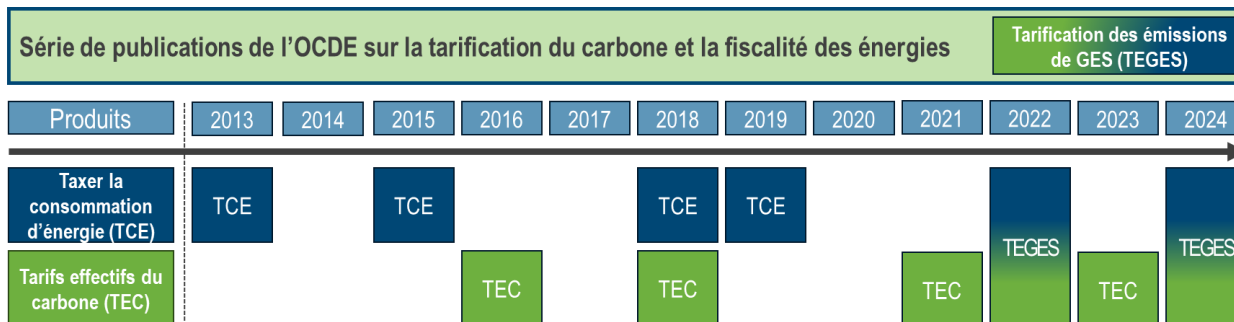 Série de publications de l'OCDE sur la tarification du carbone et la fiscalité des énergies
Tarification des émissions
de GES (TEGES)
Produits 2013 2014 2015 2016 2017 2018 2019 2020 2021 2022 2023 2024
Taxer la
consommation
d'énergie (TCE)
TCE TCE TCE TCE
TEGES TEGES
Tarifs effectifs du
carbone (TEC)
TEC TEC TEC TEC